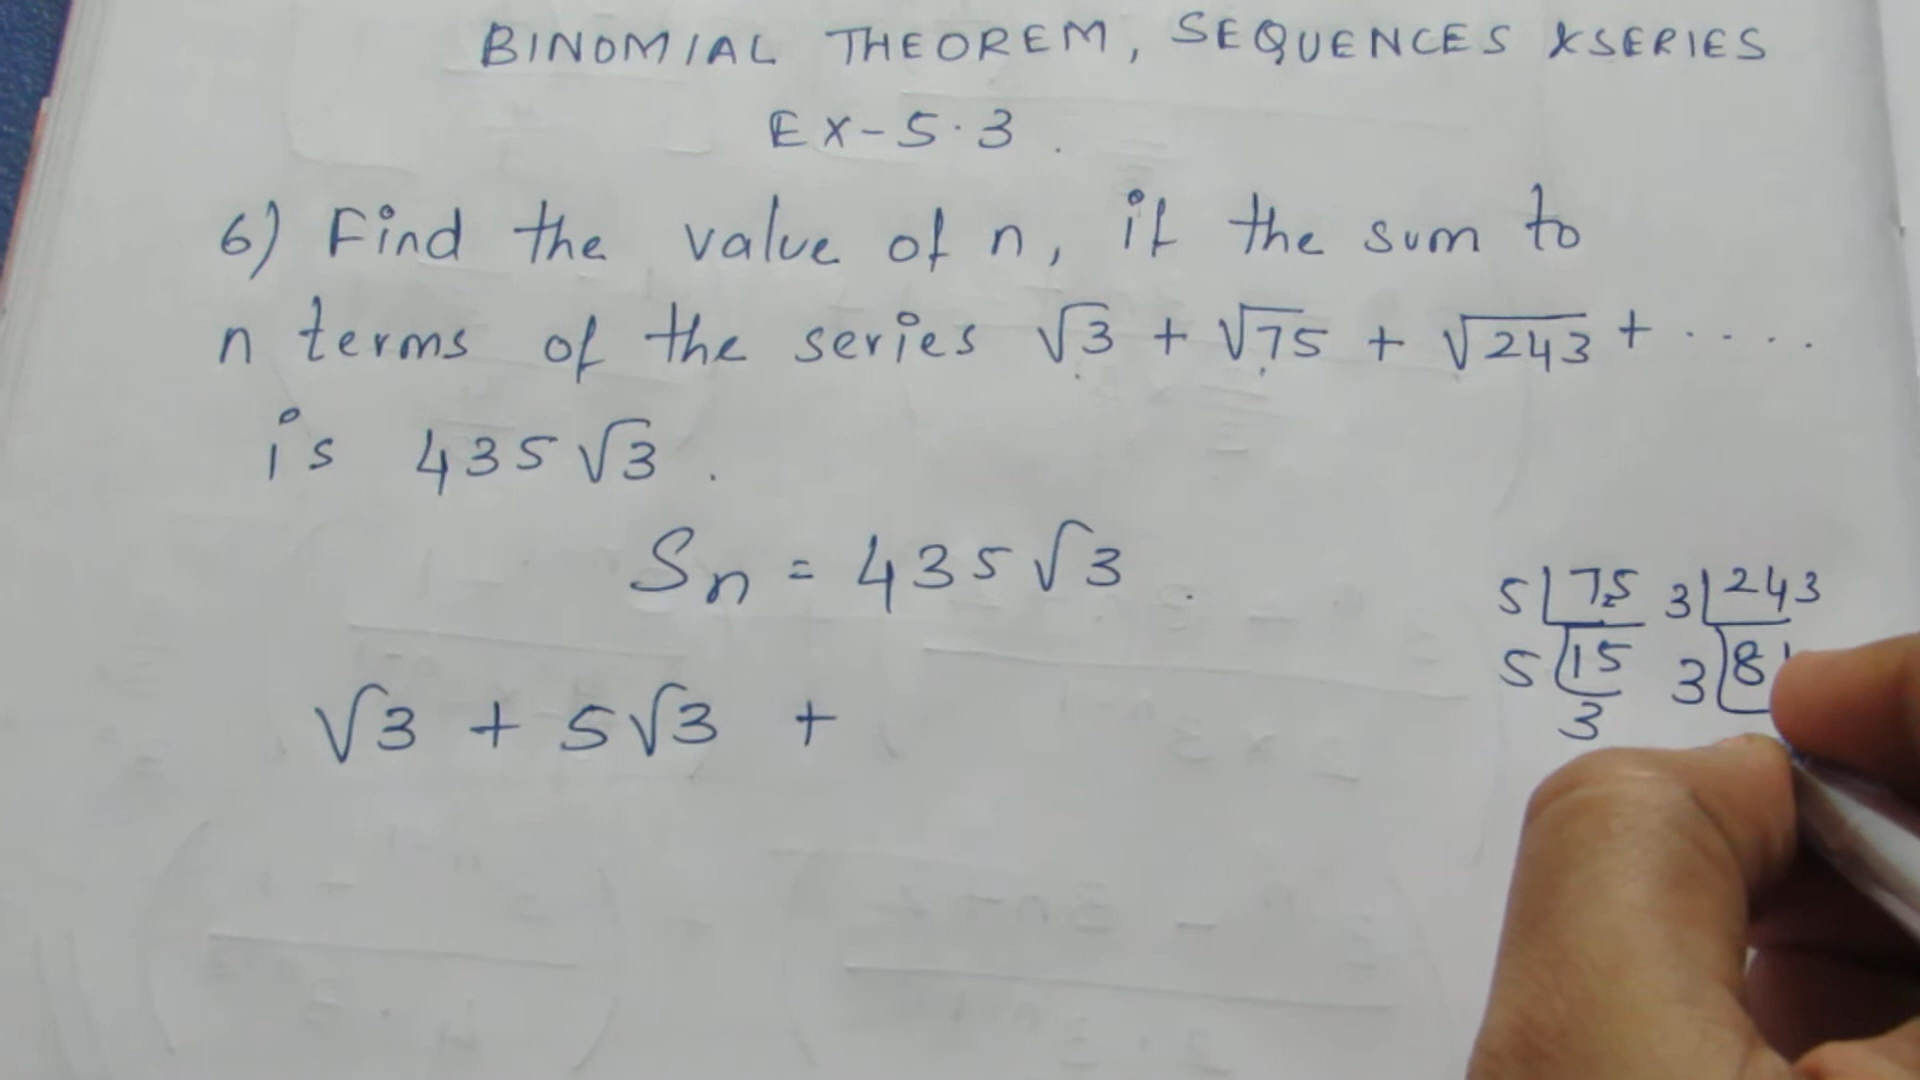 BINOMIAL THEOREM, SEQUENCES & SERIES
EX-5.3.
6) Find the value of n, if the sum to
n terms of the series √3 + √75 + √243 + ....
is 435√3.
Sn = 435√3.
5|75 3|243
5|15 3|8
3
√3 + 5√3 +